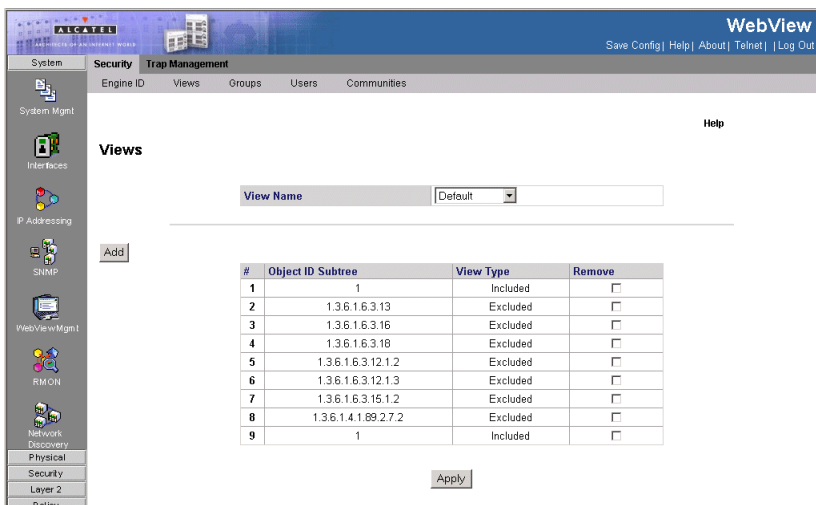 ALCATEL
ARCHITECTS OF AN INTERNET WORLD
WebView
Save Config| Help| About| Telnet| |Log Out
System
Security Trap Management
Engine ID Views Groups Users Communities
System Mgmt
Help
Views
Interfaces
View Name Default
IP Addressing
Add
SNMP
# Object ID Subtree View Type Remove
1 1 Included
2 1.3.6.1.6.3.13 Excluded
3 1.3.6.1.6.3.16 Excluded
4 1.3.6.1.6.3.18 Excluded
5 1.3.6.1.6.3.12.1.2 Excluded
6 1.3.6.1.6.3.12.1.3 Excluded
7 1.3.6.1.6.3.15.1.2 Excluded
8 1.3.6.1.4.1.89.2.7.2 Excluded
9 1 Included
WebViewMgmt
RMON
Network
Discovery
Physical
Security
Layer 2
Policy
Apply